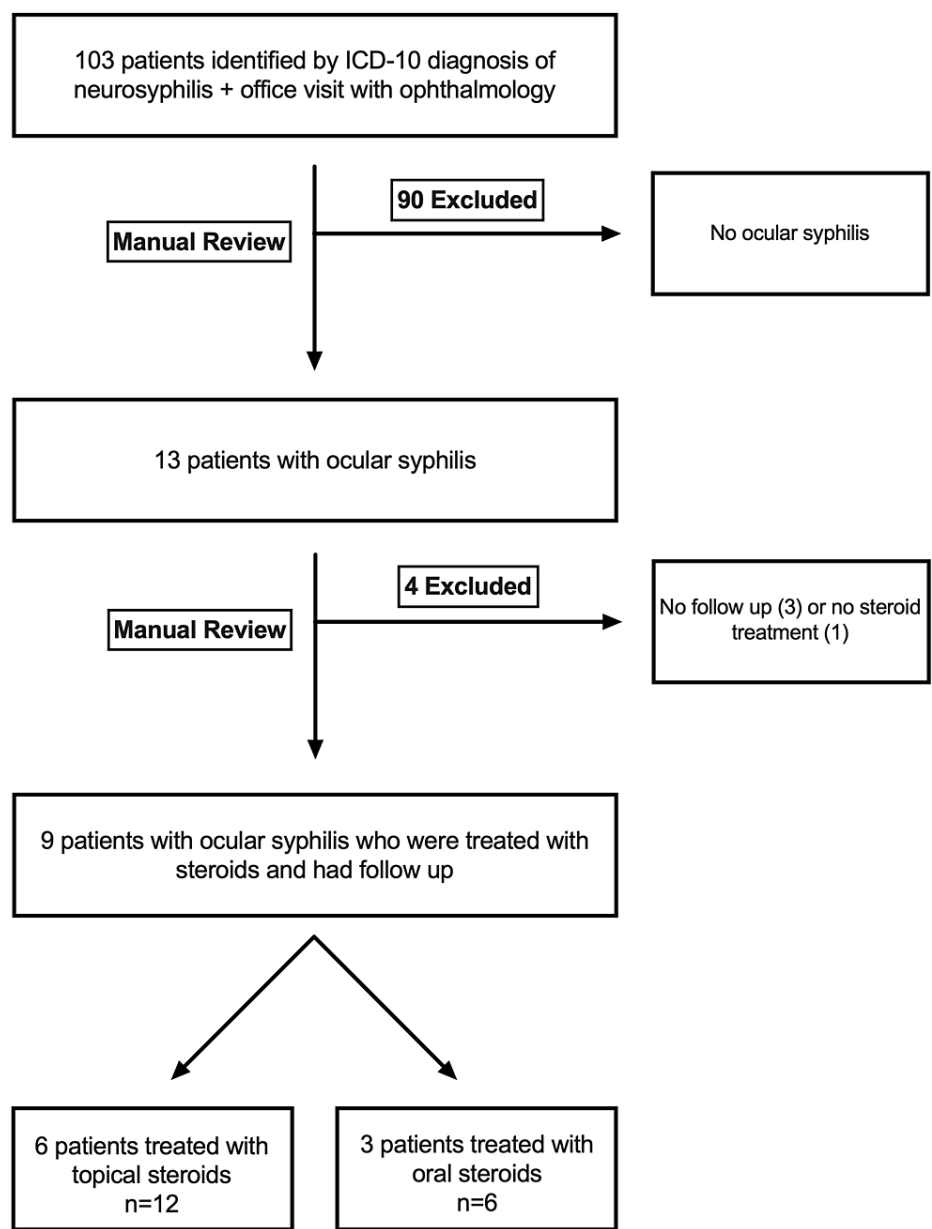 103 patients identified by ICD-10 diagnosis of
neurosyphilis + office visit with ophthalmology
90 Excluded
Manual Review
No ocular syphilis
13 patients with ocular syphilis
4 Excluded
Manual Review
No follow up (3) or no steroid
treatment (1)
9 patients with ocular syphilis who were treated with
steroids and had follow up
6 patients treated with
topical steroids
n=12
3 patients treated with
oral steroids
n=6